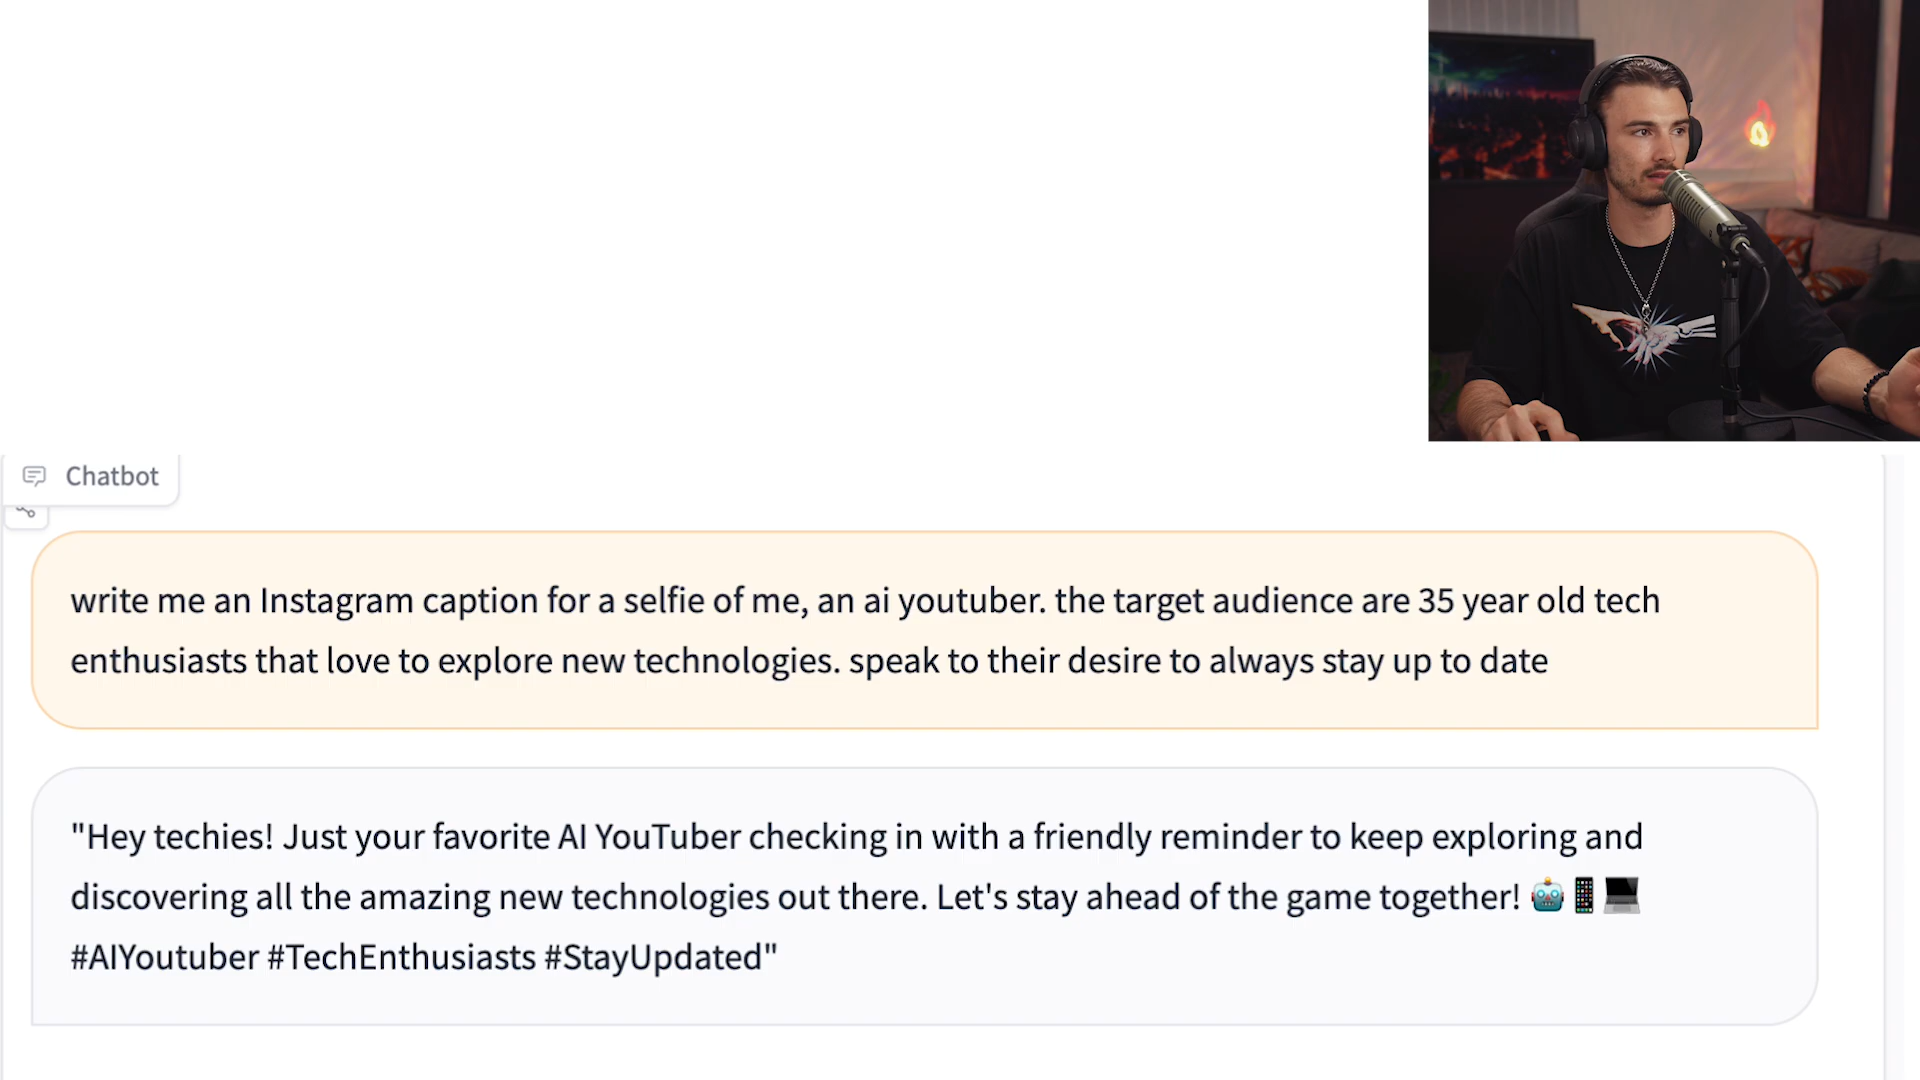 Chatbot
write me an Instagram caption for a selfie of me, an ai youtuber. the target audience are 35 year old tech
enthusiasts that love to explore new technologies. speak to their desire to always stay up to date
"Hey techies! Just your favorite AI YouTuber checking in with a friendly reminder to keep exploring and
discovering all the amazing new technologies out there. Let's stay ahead of the game together! 🤖📱💻
#AIYoutuber #TechEnthusiasts #StayUpdated"